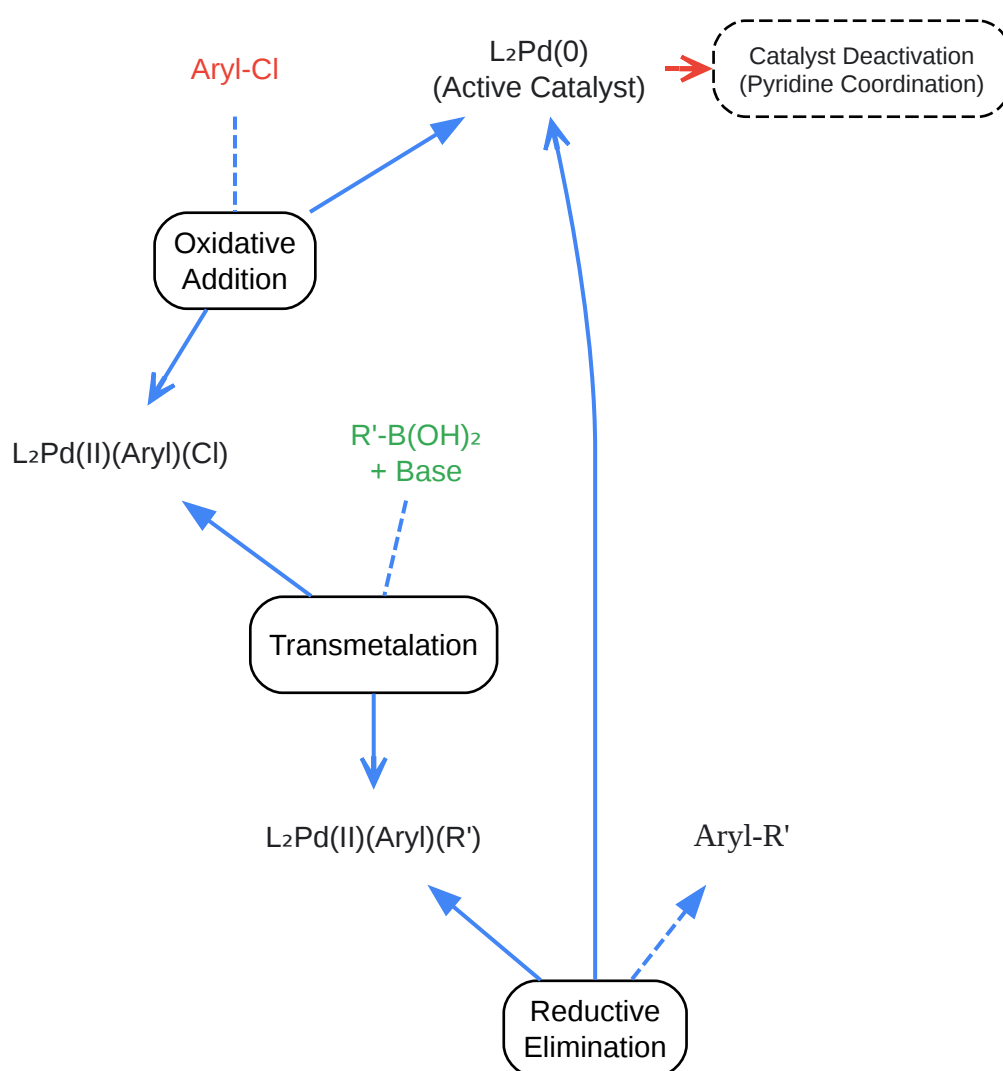 Aryl-Cl
L₂Pd(0)
(Active Catalyst)
Catalyst Deactivation
(Pyridine Coordination)
Oxidative
Addition
L₂Pd(II)(Aryl)(Cl)
R'-B(OH)₂
+ Base
Transmetalation
L₂Pd(II)(Aryl)(R')
Aryl-R'
Reductive
Elimination